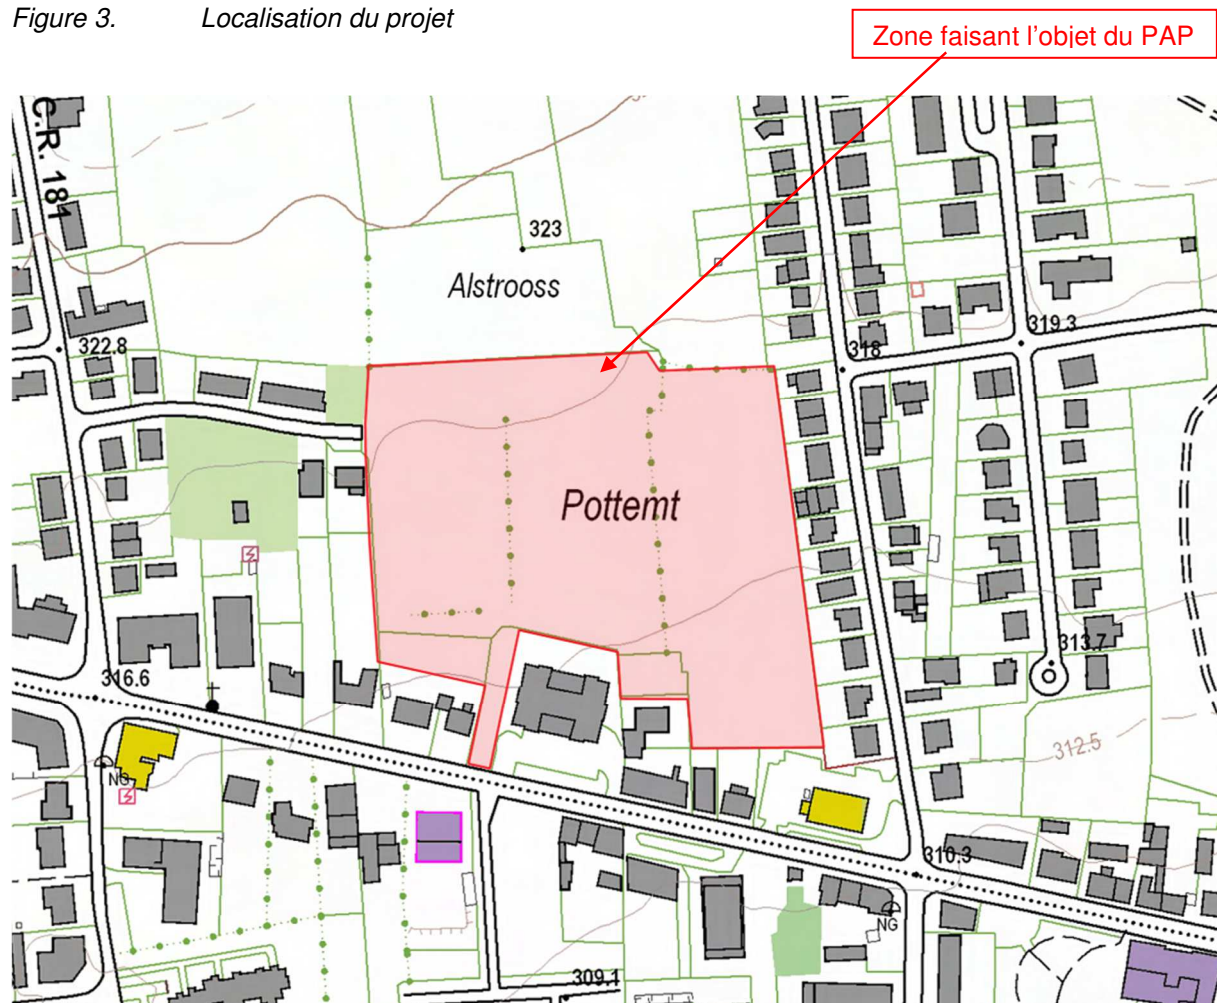 Figure 3. Localisation du projet
Zone faisant l'objet du PAP
C.R. 181
323
Alstrooss
322.8
318
319.3
Pottemt
316.6
313.7
312.5
NG
310.3
NG
309.1